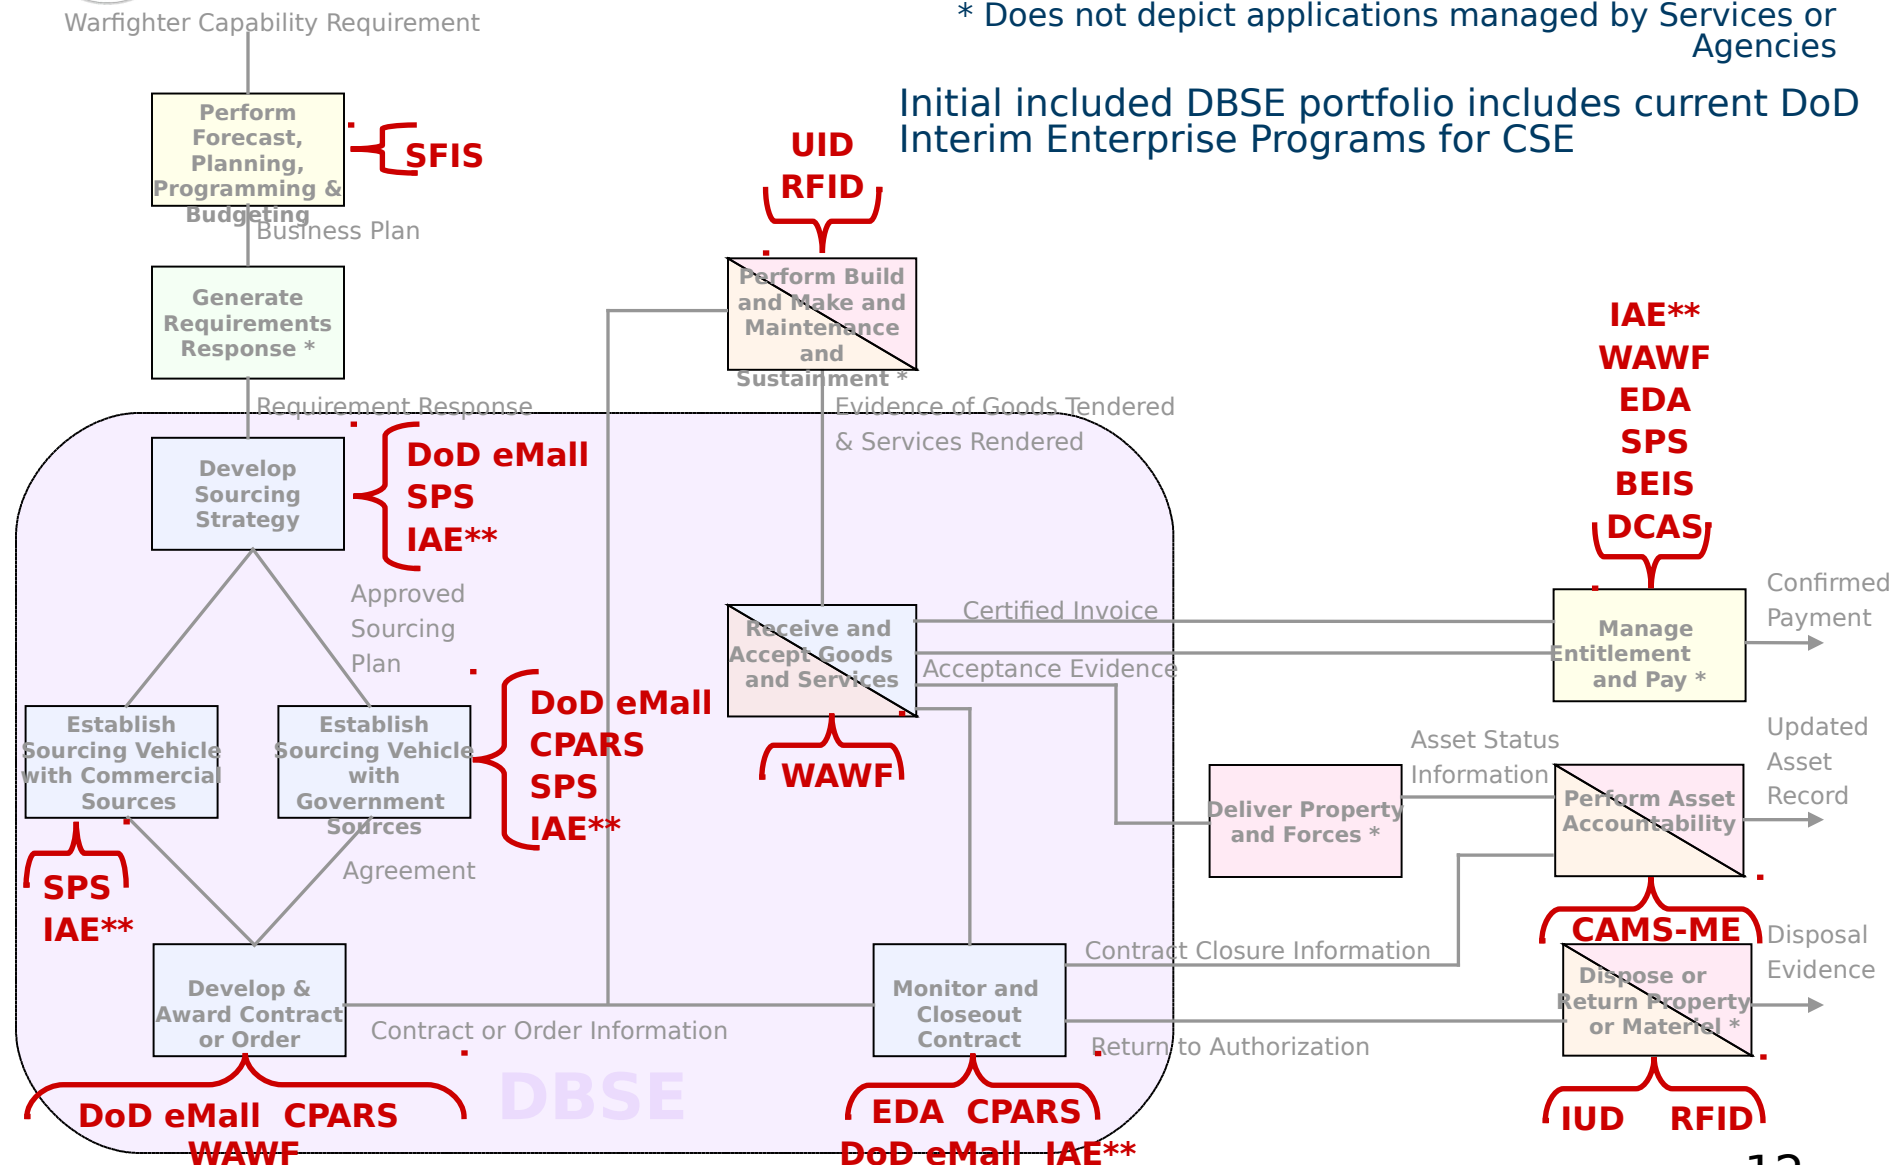 Warfighter Capability Requirement
* Does not depict applications managed by Services or
Agencies
Initial included DBSE portfolio includes current DoD
Interim Enterprise Programs for CSE
Perform
Forecast,
Planning,
Programming &
Budgeting
SFIS
Business Plan
UID
RFID
Generate
Requirements
Response *
Perform Build
and Make and
Maintenance
and
Sustainment *
Requirement Response
Evidence of Goods Tendered
& Services Rendered
Develop
Sourcing
Strategy
DoD eMall
SPS
IAE**
IAE**
WAWF
EDA
SPS
BEIS
DCAS
Approved
Sourcing
Plan
Receive and
Accept Goods
and Services
Certified Invoice
Acceptance Evidence
WAWF
Manage
Entitlement
and Pay *
Confirmed
Payment
Establish
Sourcing Vehicle
with Commercial
Sources
Establish
Sourcing Vehicle
with
Government
Sources
DoD eMall
CPARS
SPS
IAE**
SPS
IAE**
Agreement
Deliver Property
and Forces *
Asset Status
Information
Perform Asset
Accountability
Updated
Asset
Record
CAMS-ME
Develop &
Award Contract
or Order
Contract or Order Information
Monitor and
Closeout
Contract
Contract Closure Information
Return to Authorization
Dispose or
Return Property
or Materiel *
Disposal
Evidence
DBSE
DoD eMall CPARS
WAWF
EDA CPARS
DoD eMall IAE**
IUD RFID
12